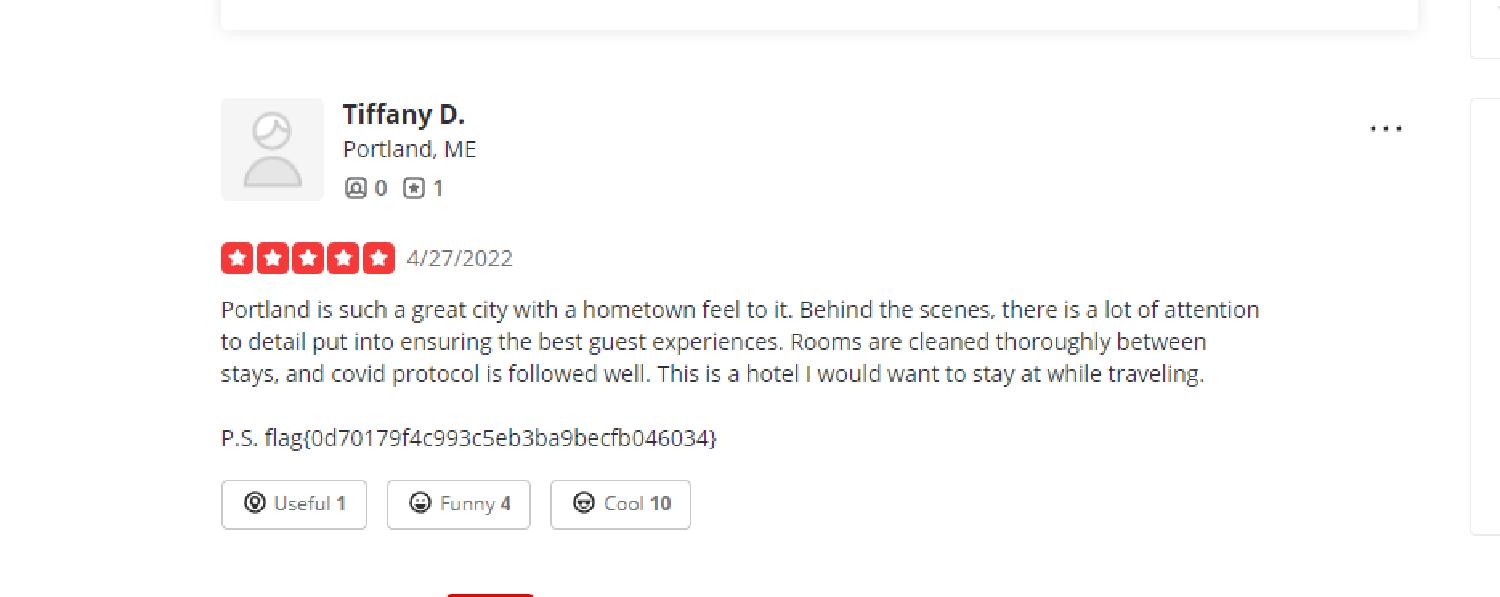 Tiffany D.
Portland, ME
0 1
4/27/2022
Portland is such a great city with a hometown feel to it. Behind the scenes, there is a lot of attention
to detail put into ensuring the best guest experiences. Rooms are cleaned thoroughly between
stays, and covid protocol is followed well. This is a hotel I would want to stay at while traveling.
P.S. flag{0d70179f4c993c5eb3ba9becfb046034}
Useful 1 Funny 4 Cool 10